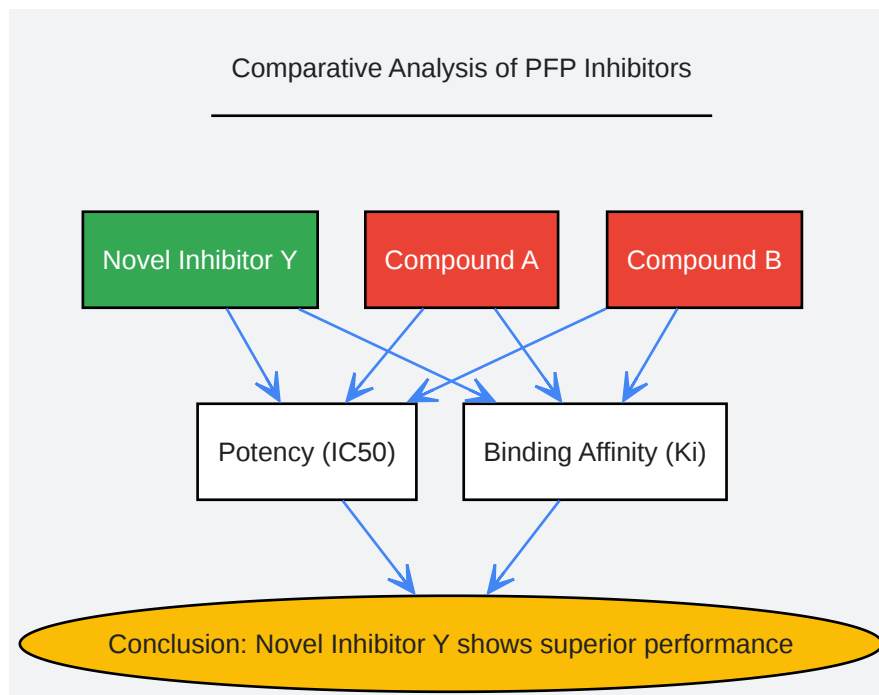 Comparative Analysis of PFP Inhibitors
Novel Inhibitor Y
Compound A
Compound B
Potency (IC50)
Binding Affinity (Ki)
Conclusion: Novel Inhibitor Y shows superior performance